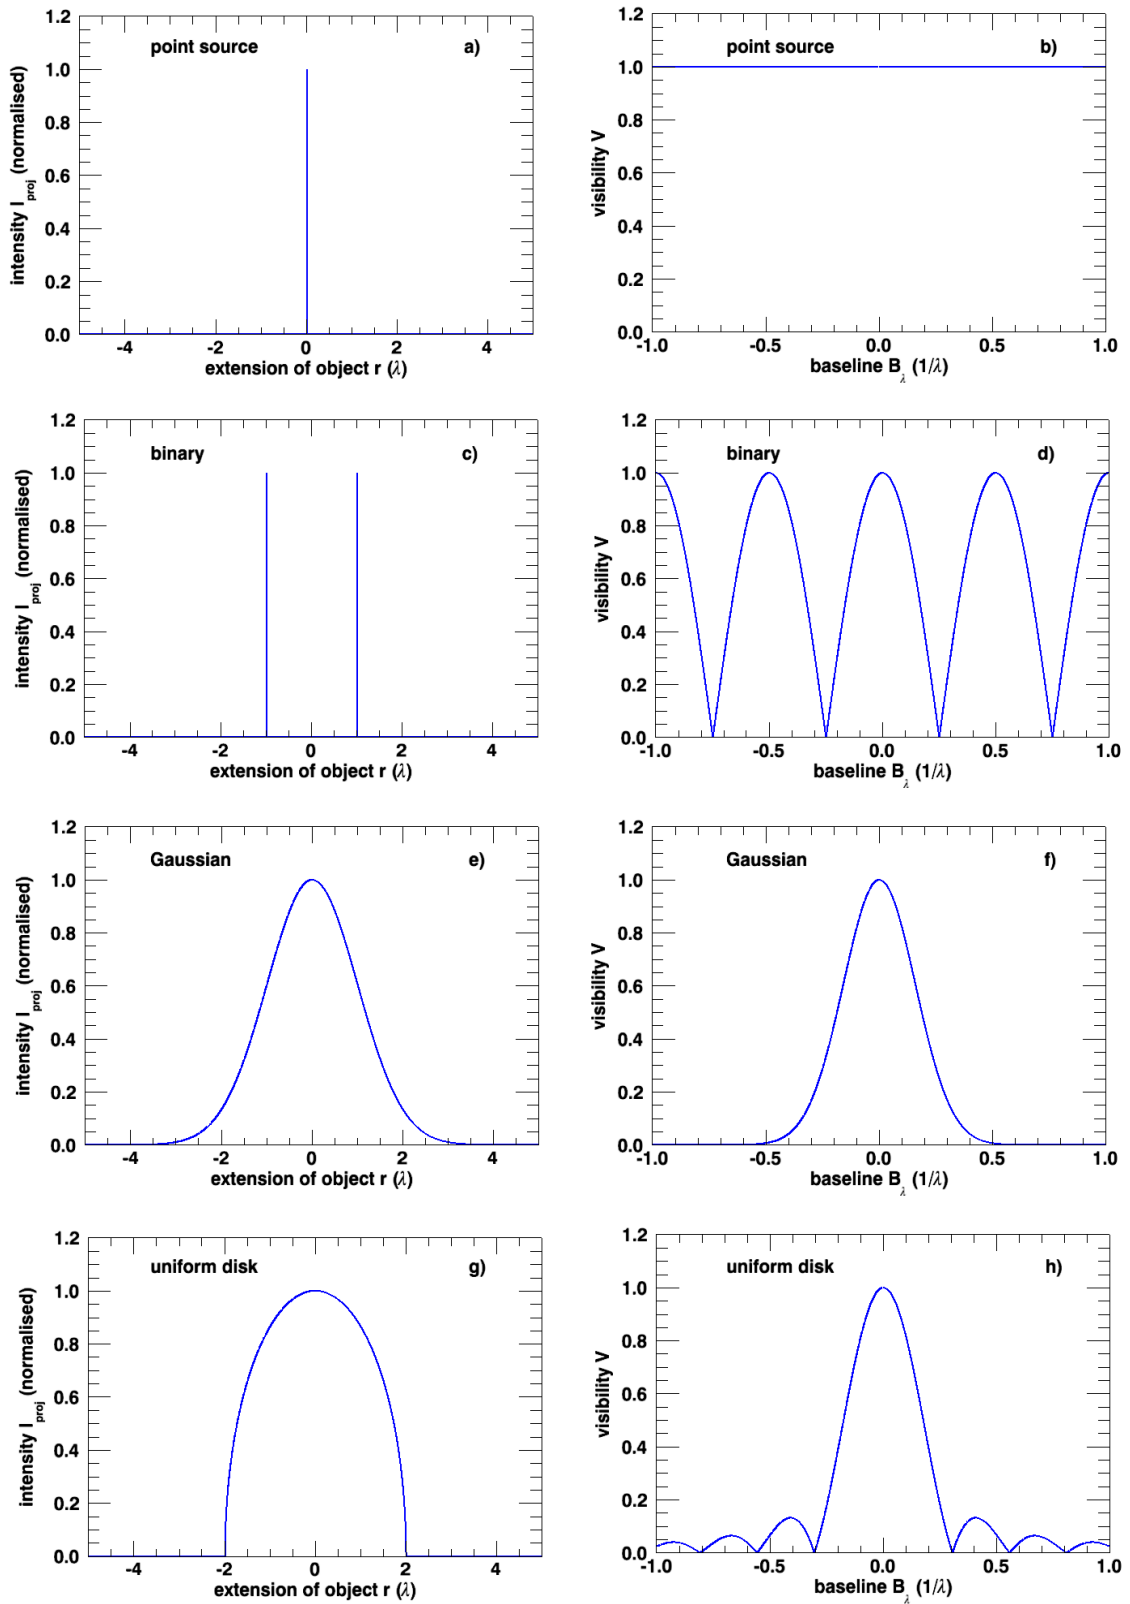 point source a)
1.2
1.0
0.8
0.6
0.4
0.2
0.0
intensity I_proj (normalised)
-4 -2 0 2 4
extension of object r (λ)
point source b)
1.2
1.0
0.8
0.6
0.4
0.2
0.0
visibility V
-1.0 -0.5 0.0 0.5 1.0
baseline B_λ (1/λ)
binary c)
1.2
1.0
0.8
0.6
0.4
0.2
0.0
intensity I_proj (normalised)
-4 -2 0 2 4
extension of object r (λ)
binary d)
1.2
1.0
0.8
0.6
0.4
0.2
0.0
visibility V
-1.0 -0.5 0.0 0.5 1.0
baseline B_λ (1/λ)
Gaussian e)
1.2
1.0
0.8
0.6
0.4
0.2
0.0
intensity I_proj (normalised)
-4 -2 0 2 4
extension of object r (λ)
Gaussian f)
1.2
1.0
0.8
0.6
0.4
0.2
0.0
visibility V
-1.0 -0.5 0.0 0.5 1.0
baseline B_λ (1/λ)
uniform disk g)
1.2
1.0
0.8
0.6
0.4
0.2
0.0
intensity I_proj (normalised)
-4 -2 0 2 4
extension of object r (λ)
uniform disk h)
1.2
1.0
0.8
0.6
0.4
0.2
0.0
visibility V
-1.0 -0.5 0.0 0.5 1.0
baseline B_λ (1/λ)